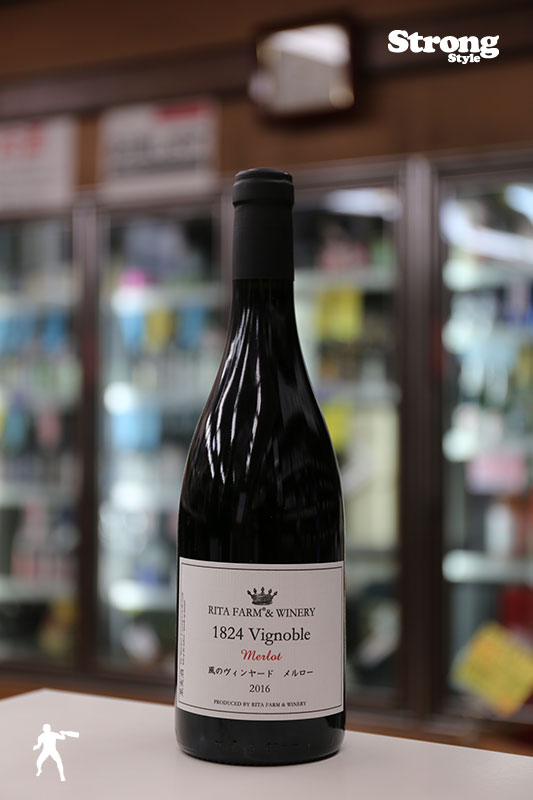 Strong
Style
RITA FARM® & WINERY
1824 Vignoble
Merlot
風のヴィンヤード　メルロー
2016
PRODUCED BY RITA FARM & WINERY